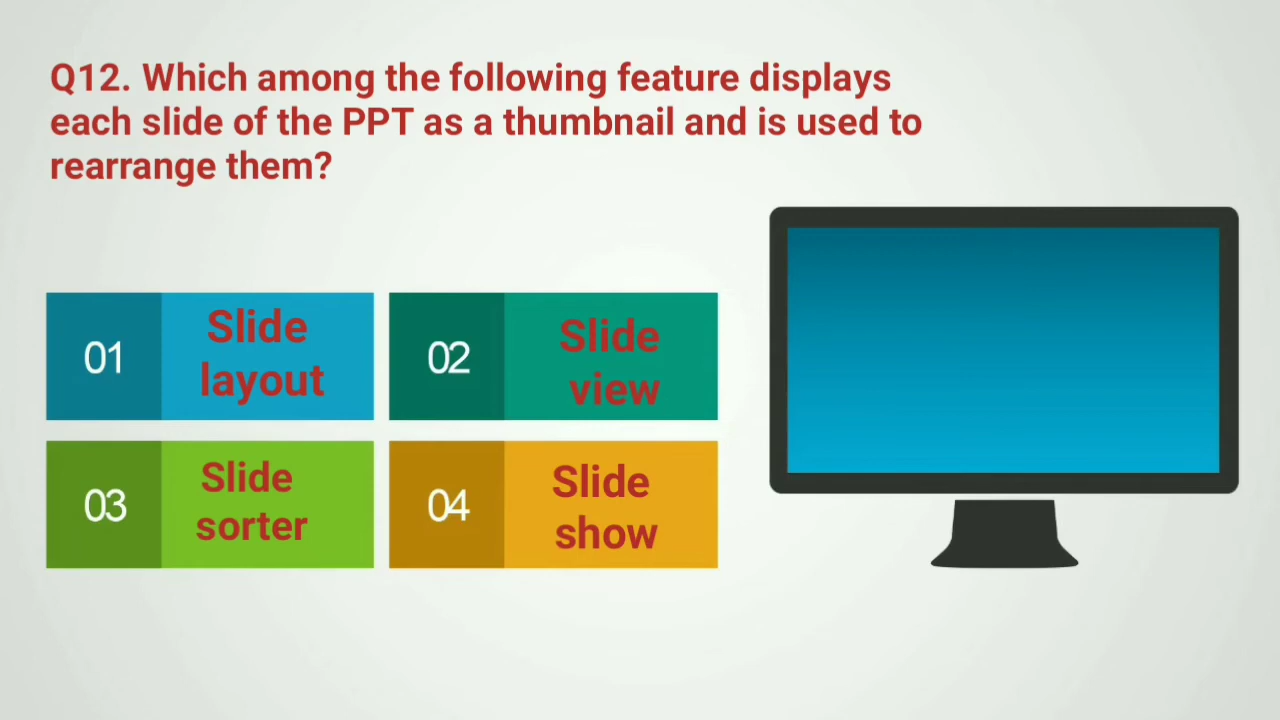 Q12. Which among the following feature displays
each slide of the PPT as a thumbnail and is used to
rearrange them?
01
Slide
layout
02
Slide
view
03
Slide
sorter
04
Slide
show